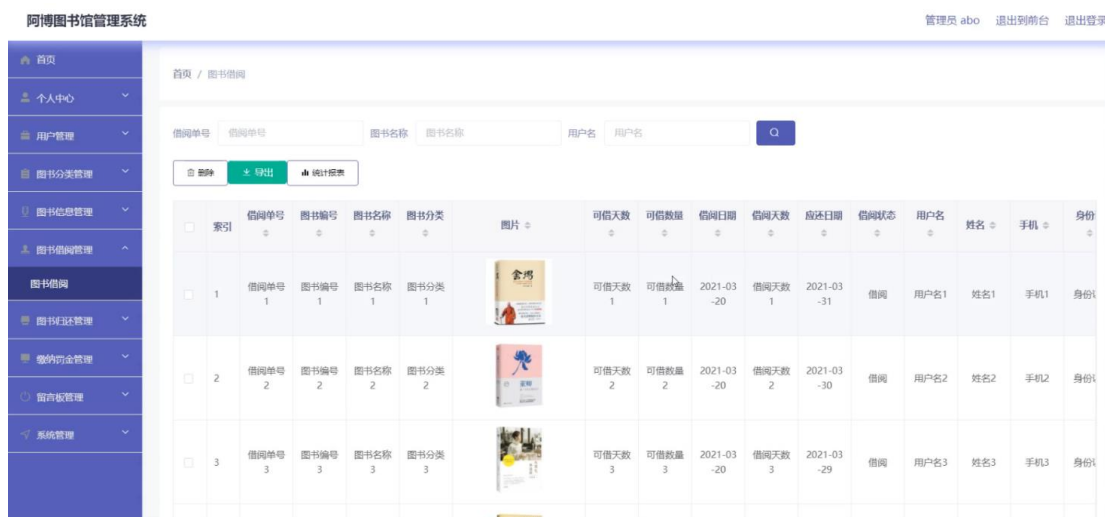 阿博图书馆管理系统
管理员 abo 退出到前台 退出登录
首页
个人中心
用户管理
图书分类管理
图书信息管理
图书借阅管理
图书借阅
图书归还管理
缴纳罚金管理
留言板管理
系统管理
首页 / 图书借阅
借阅单号 借阅单号 图书名称 图书名称 用户名 用户名
删除 导出 统计报表
索引 借阅单号 图书编号 图书名称 图书分类 图片 可借天数 可借数量 借阅日期 借阅天数 应还日期 借阅状态 用户名 姓名 手机 身份
1 借阅单号1 图书编号1 图书名称1 图书分类1 可借天数1 可借数量1 2021-03-20 借阅天数1 2021-03-31 借阅 用户名1 姓名1 手机1 身份
2 借阅单号2 图书编号2 图书名称2 图书分类2 可借天数2 可借数量2 2021-03-20 借阅天数2 2021-03-30 借阅 用户名2 姓名2 手机2 身份
3 借阅单号3 图书编号3 图书名称3 图书分类3 可借天数3 可借数量3 2021-03-20 借阅天数3 2021-03-29 借阅 用户名3 姓名3 手机3 身份